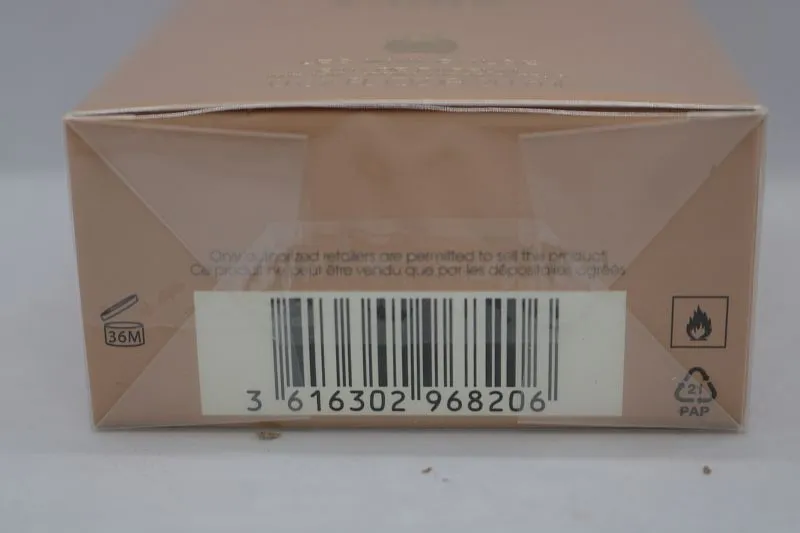 Only authorized retailers are permitted to sell this product
Ce produit ne peut être vendu que par les dépositaires agréés
36M
3 616302 968206
21
PAP